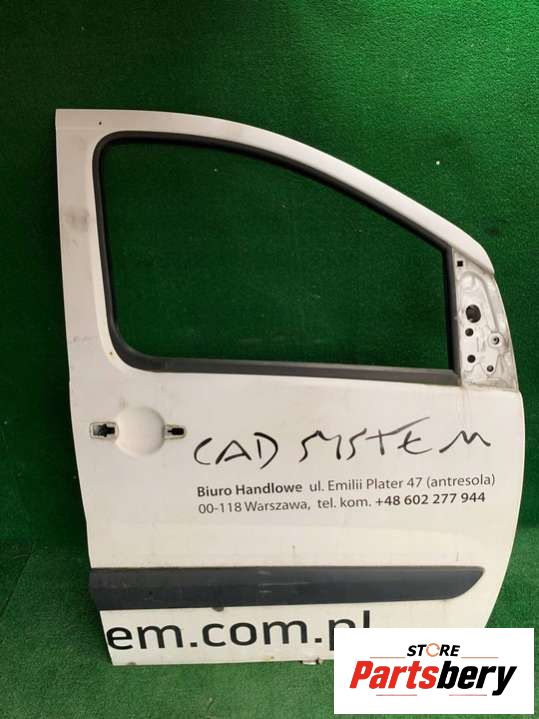 CAD SYSTEM
Biuro Handlowe ul. Emilii Plater 47 (antresola)
00-118 Warszawa, tel. kom. +48 602 277 944
em.com.pl
STORE
Partsbery